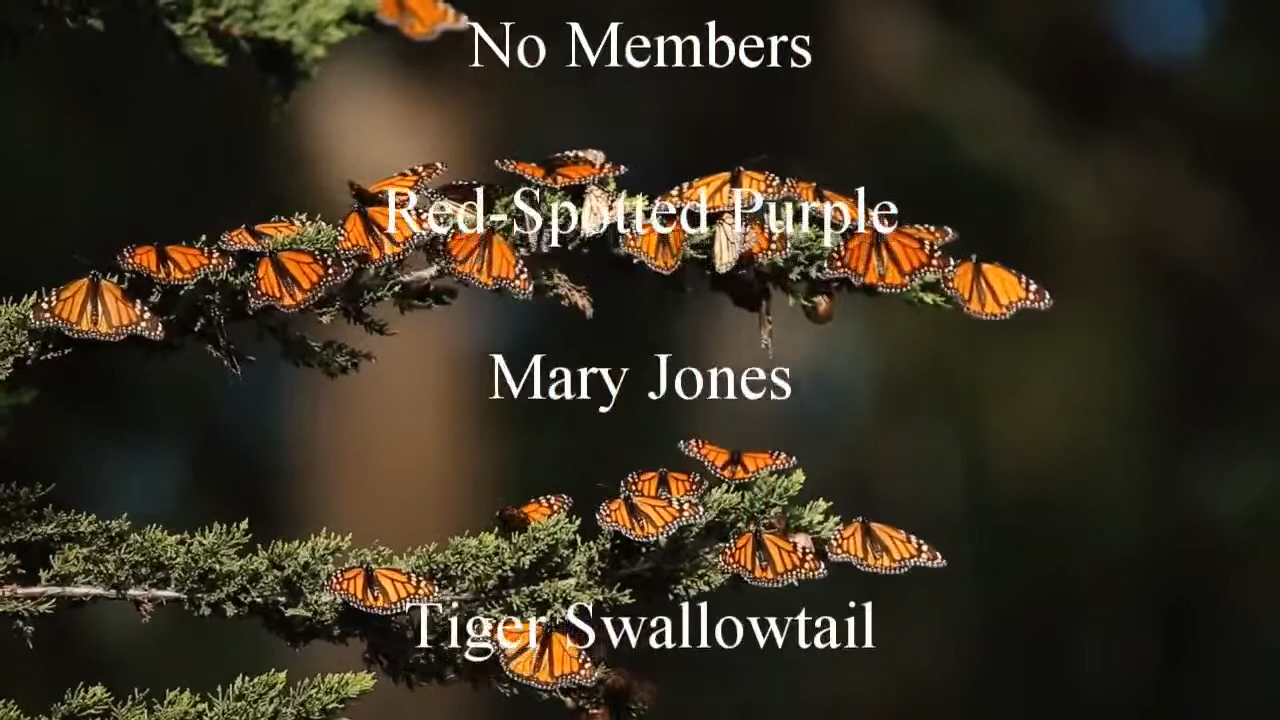 No Members
Red-Spotted Purple
Mary Jones
Tiger Swallowtail